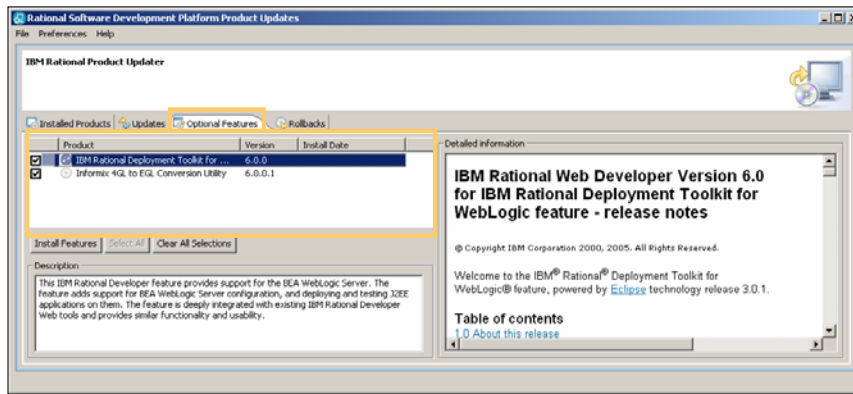 Rational Software Development Platform Product Updates
File Preferences Help
IBM Rational Product Updater
Installed Products Updates Optional Features Rollbacks
Product Version Install Date
IBM Rational Deployment Toolkit for ... 6.0.0
Informix 4GL to EGL Conversion Utility 6.0.0.1
Install Features Select All Clear All Selections
Description
This IBM Rational Developer feature provides support for the BEA WebLogic Server. The
feature adds support for BEA WebLogic Server configuration, and deploying and testing J2EE
applications on them. The feature is deeply integrated with existing IBM Rational Developer
Web tools and provides similar functionality and usability.
Detailed information
IBM Rational Web Developer Version 6.0
for IBM Rational Deployment Toolkit for
WebLogic feature - release notes
© Copyright IBM Corporation 2000, 2005. All Rights Reserved.
Welcome to the IBM® Rational® Deployment Toolkit for
WebLogic® feature, powered by Eclipse technology release 3.0.1.
Table of contents
1.0 About this release